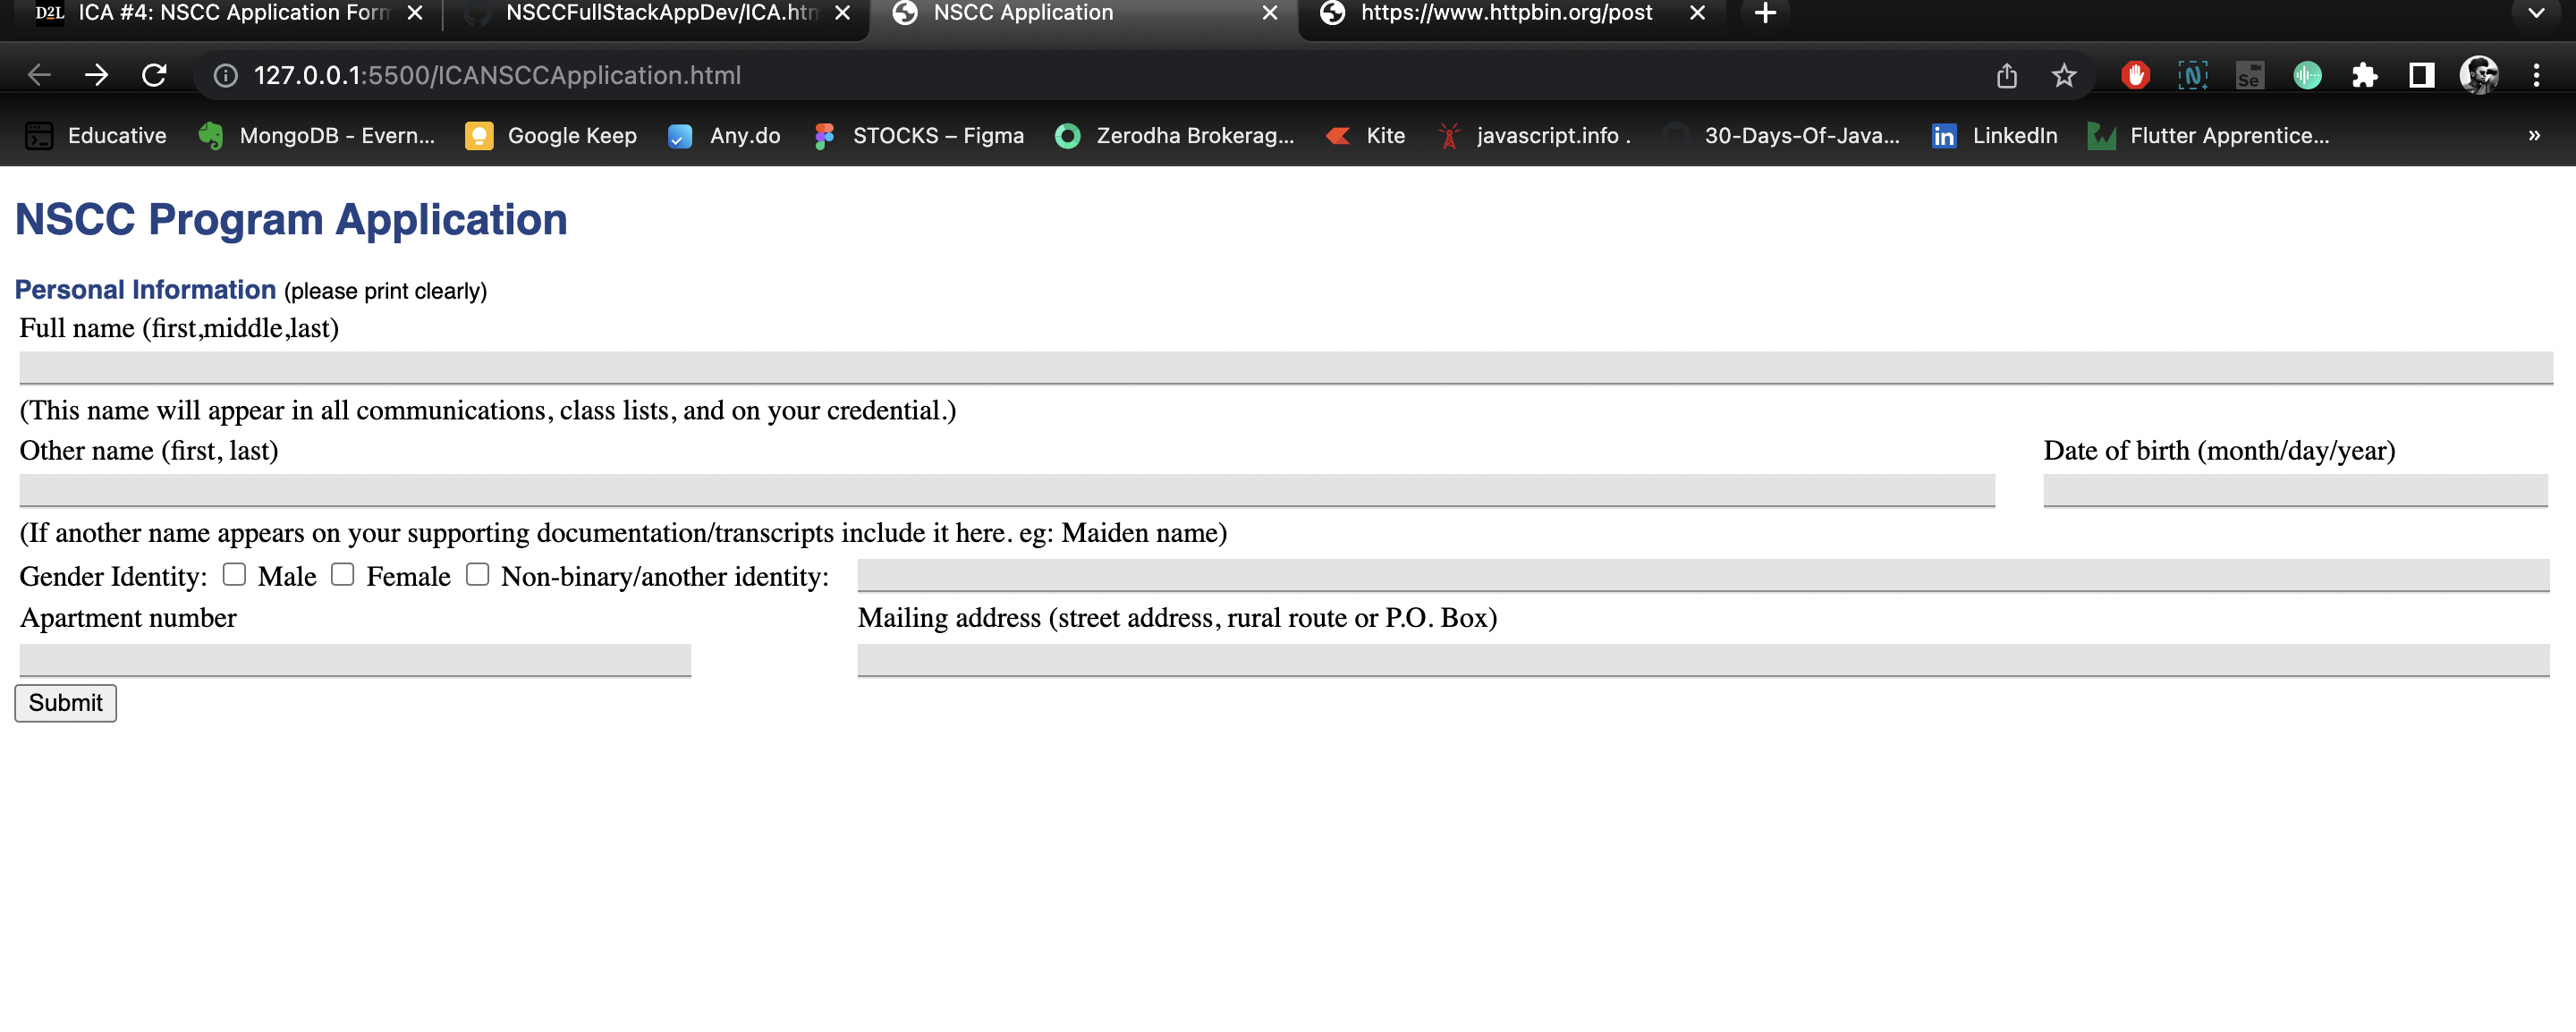 D2L ICA #4: NSCC Application Form NSCCFullStackAppDev/ICA.htm NSCC Application https://www.httpbin.org/post
127.0.0.1:5500/ICANSCCApplication.html Se
Educative MongoDB - Evern... Google Keep Any.do STOCKS – Figma Zerodha Brokerag... Kite javascript.info . 30-Days-Of-Java... in LinkedIn Flutter Apprentice... »
NSCC Program Application
Personal Information (please print clearly)
Full name (first,middle,last)
(This name will appear in all communications, class lists, and on your credential.)
Other name (first, last) Date of birth (month/day/year)
(If another name appears on your supporting documentation/transcripts include it here. eg: Maiden name)
Gender Identity: Male Female Non-binary/another identity:
Apartment number Mailing address (street address, rural route or P.O. Box)
Submit